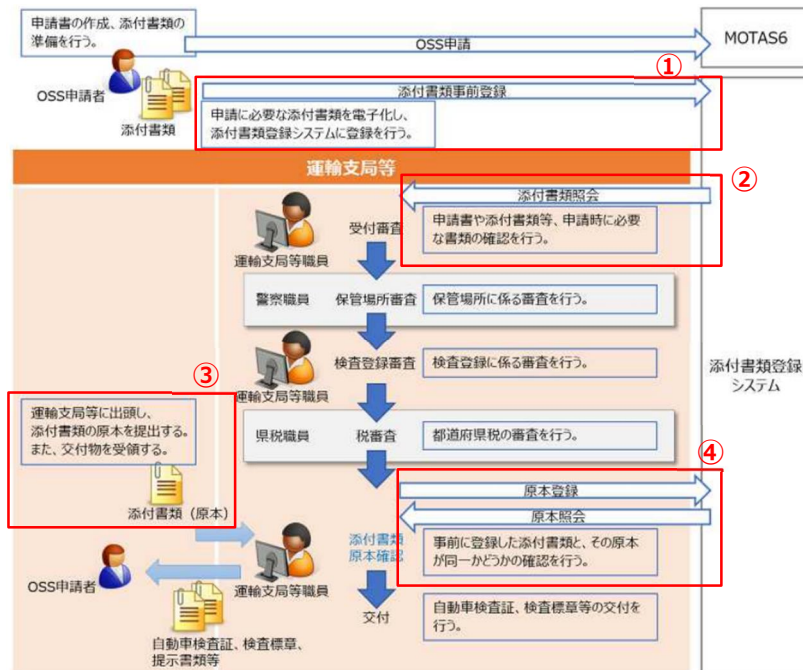 申請書の作成、添付書類の
準備を行う。
OSS申請
MOTAS6
OSS申請者
添付書類
①
添付書類事前登録
申請に必要な添付書類を電子化し、
添付書類登録システムに登録を行う。
運輸支局等
②
添付書類照会
申請書や添付書類等、申請時に必要
な書類の確認を行う。
受付審査
運輸支局等職員
警察職員
保管場所審査
保管場所に係る審査を行う。
検査登録審査
検査登録に係る審査を行う。
運輸支局等職員
添付書類登録
システム
③
運輸支局等に出頭し、
添付書類の原本を提出する。
また、交付物を受領する。
添付書類（原本）
県税職員
税審査
都道府県税の審査を行う。
④
原本登録
原本照会
添付書類
原本確認
事前に登録した添付書類と、その原本
が同一かどうかの確認を行う。
OSS申請者
運輸支局等職員
交付
自動車検査証、検査標章等の交付を
行う。
自動車検査証、検査標章、
提示書類等